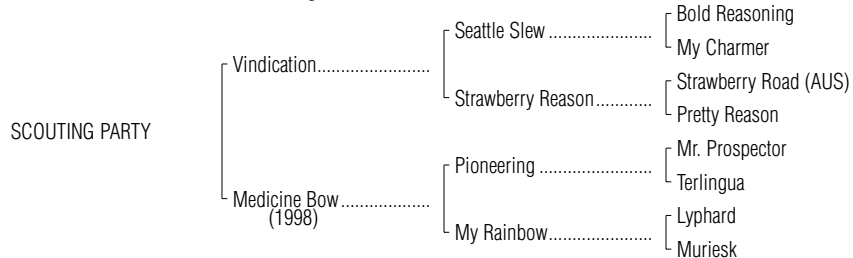 Bold Reasoning
Seattle Slew ......................
My Charmer
Vindication........................
Strawberry Road (AUS)
Strawberry Reason............
Pretty Reason
SCOUTING PARTY
Mr. Prospector
Pioneering ........................
Terlingua
Medicine Bow...................
(1998)
Lyphard
My Rainbow......................
Muriesk